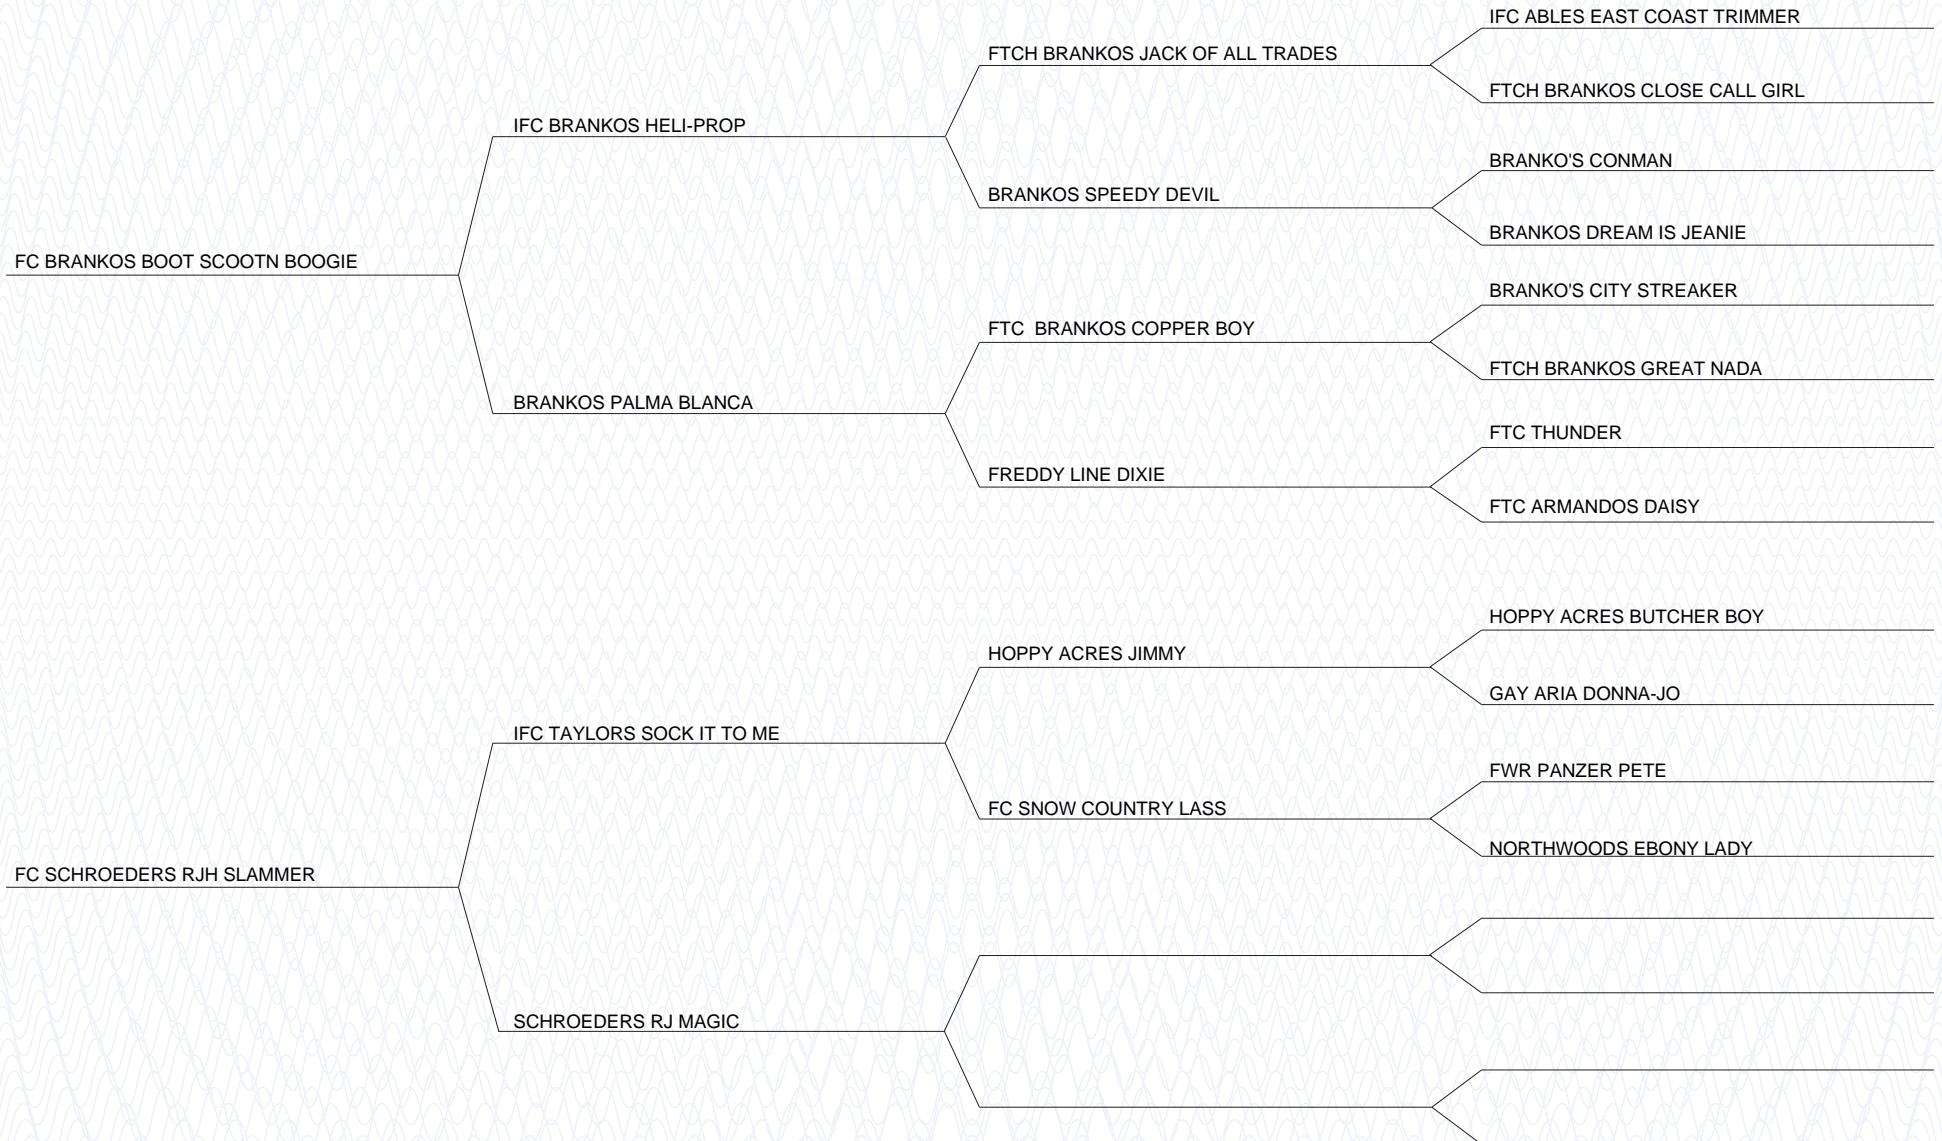 IFC ABLES EAST COAST TRIMMER
FTCH BRANKOS JACK OF ALL TRADES
FTCH BRANKOS CLOSE CALL GIRL
IFC BRANKOS HELI-PROP
BRANKO'S CONMAN
BRANKOS SPEEDY DEVIL
BRANKOS DREAM IS JEANIE
FC BRANKOS BOOT SCOOTN BOOGIE
BRANKO'S CITY STREAKER
FTC  BRANKOS COPPER BOY
FTCH BRANKOS GREAT NADA
BRANKOS PALMA BLANCA
FTC THUNDER
FREDDY LINE DIXIE
FTC ARMANDOS DAISY
HOPPY ACRES BUTCHER BOY
HOPPY ACRES JIMMY
GAY ARIA DONNA-JO
IFC TAYLORS SOCK IT TO ME
FWR PANZER PETE
FC SNOW COUNTRY LASS
NORTHWOODS EBONY LADY
FC SCHROEDERS RJH SLAMMER
SCHROEDERS RJ MAGIC